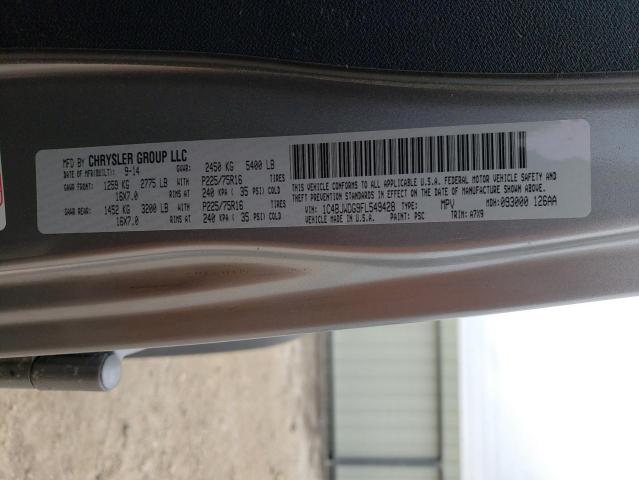 MFD BY CHRYSLER GROUP LLC
DATE OF MFR(BUILT): 9-14 GVWR: 2450 KG 5400 LB
GAWR FRONT: 1259 KG 2775 LB WITH P225/75R16 TIRES
16X7.0 RIMS AT 240 KPA ( 35 PSI) COLD
GAWR REAR: 1452 KG 3200 LB WITH P225/75R16 TIRES
16X7.0 RIMS AT 240 KPA ( 35 PSI) COLD
THIS VEHICLE CONFORMS TO ALL APPLICABLE U.S.A. FEDERAL MOTOR VEHICLE SAFETY AND
THEFT PREVENTION STANDARDS IN EFFECT ON THE DATE OF MANUFACTURE SHOWN ABOVE.
VIN: 1C4BJWDG9FL549428 TYPE: MPV MDH: 093000 126AA
VEHICLE MADE IN U.S.A. PAINT: PSC TRIM: A7X9